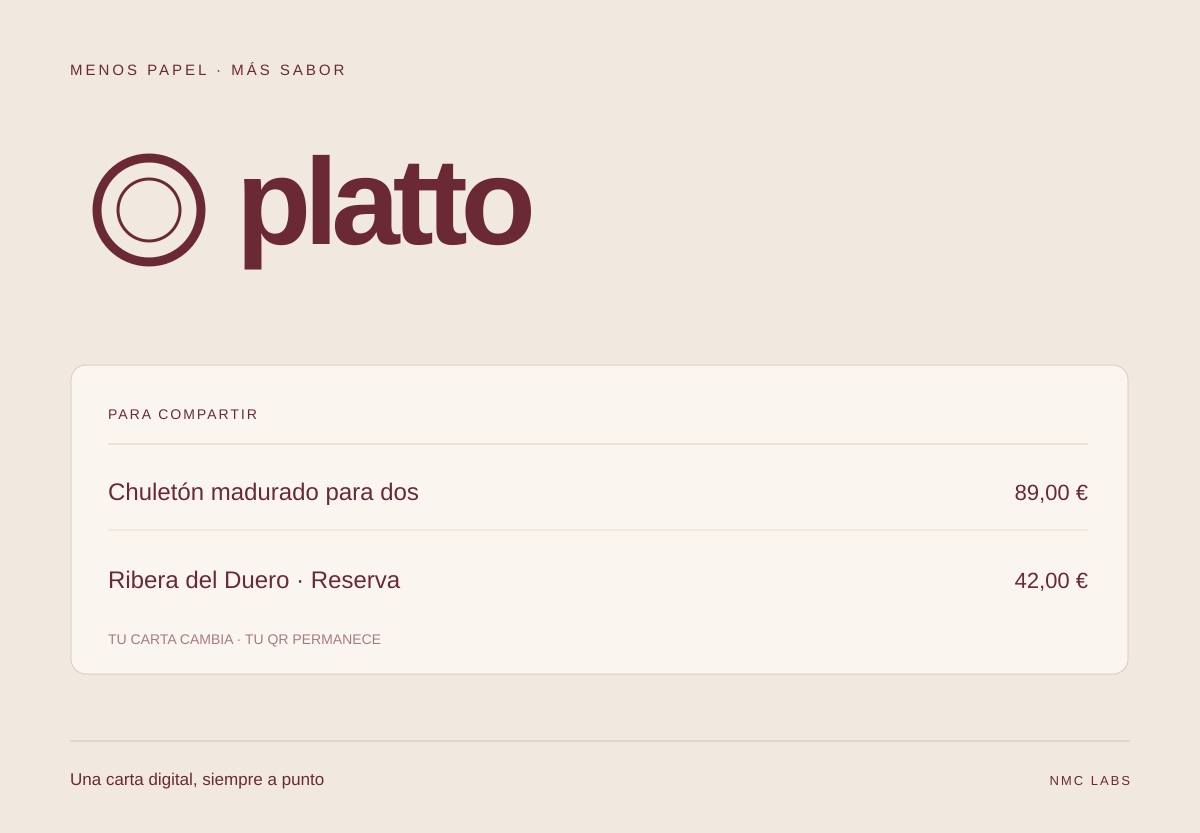 MENOS PAPEL · MÁS SABOR
platto
PARA COMPARTIR
Chuletón madurado para dos 89,00 €
Ribera del Duero · Reserva 42,00 €
TU CARTA CAMBIA · TU QR PERMANECE
Una carta digital, siempre a punto NMC LABS